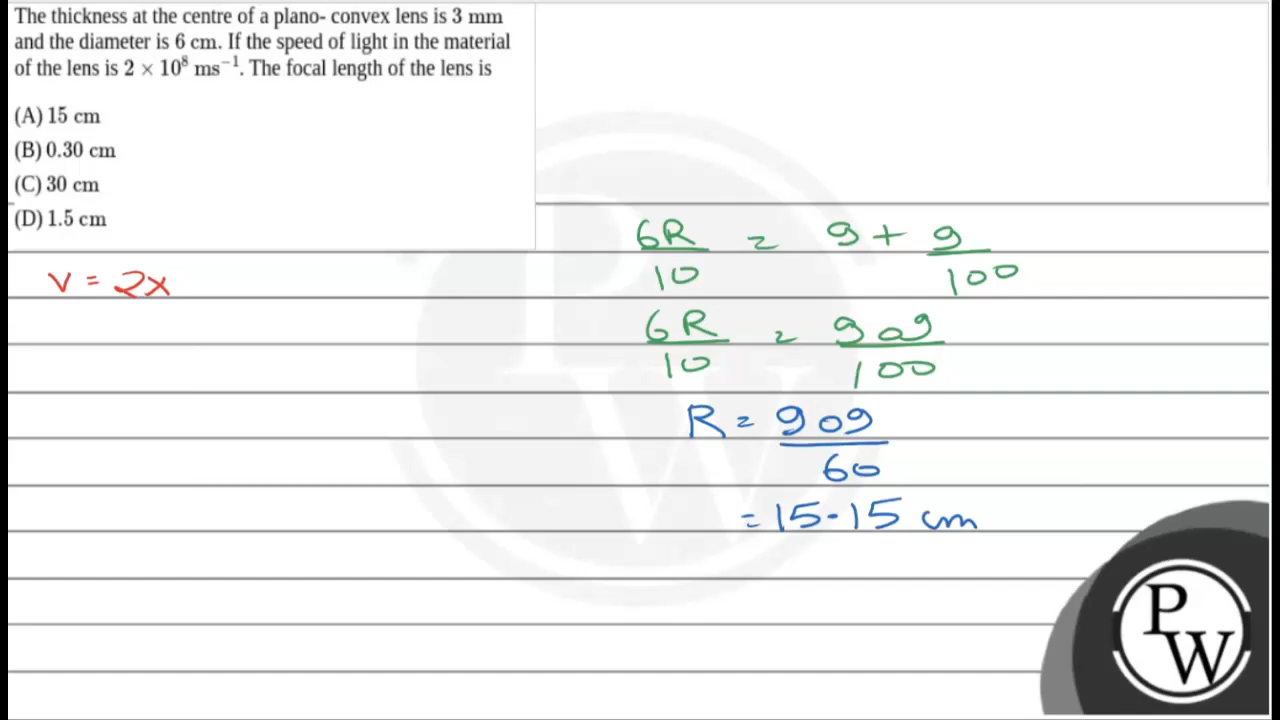 The thickness at the centre of a plano- convex lens is 3 mm
and the diameter is 6 cm. If the speed of light in the material
of the lens is 2 × 10⁸ ms⁻¹. The focal length of the lens is
(A) 15 cm
(B) 0.30 cm
(C) 30 cm
(D) 1.5 cm
v = 2x
6R/10 = 9 + 9/100
6R/10 = 909/100
R = 909/60
= 15.15 cm
PW
PW